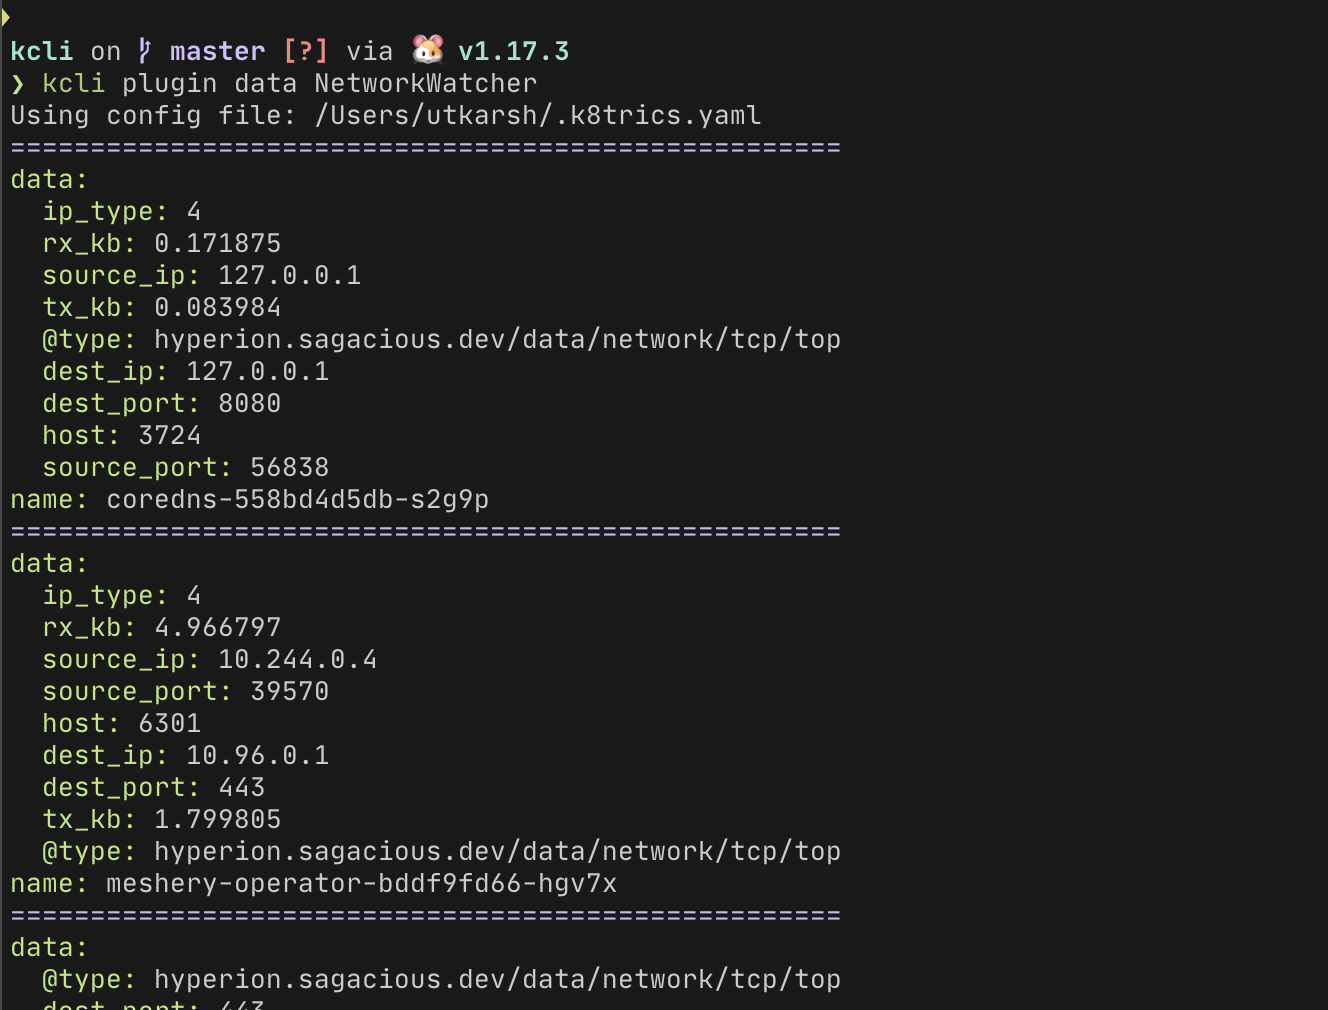 kcli on master [?] via 🐹 v1.17.3
❯ kcli plugin data NetworkWatcher
Using config file: /Users/utkarsh/.k8trics.yaml
====================================================
data:
  ip_type: 4
  rx_kb: 0.171875
  source_ip: 127.0.0.1
  tx_kb: 0.083984
  @type: hyperion.sagacious.dev/data/network/tcp/top
  dest_ip: 127.0.0.1
  dest_port: 8080
  host: 3724
  source_port: 56838
name: coredns-558bd4d5db-s2g9p
====================================================
data:
  ip_type: 4
  rx_kb: 4.966797
  source_ip: 10.244.0.4
  source_port: 39570
  host: 6301
  dest_ip: 10.96.0.1
  dest_port: 443
  tx_kb: 1.799805
  @type: hyperion.sagacious.dev/data/network/tcp/top
name: meshery-operator-bddf9fd66-hgv7x
====================================================
data:
  @type: hyperion.sagacious.dev/data/network/tcp/top
  dest_port: 443